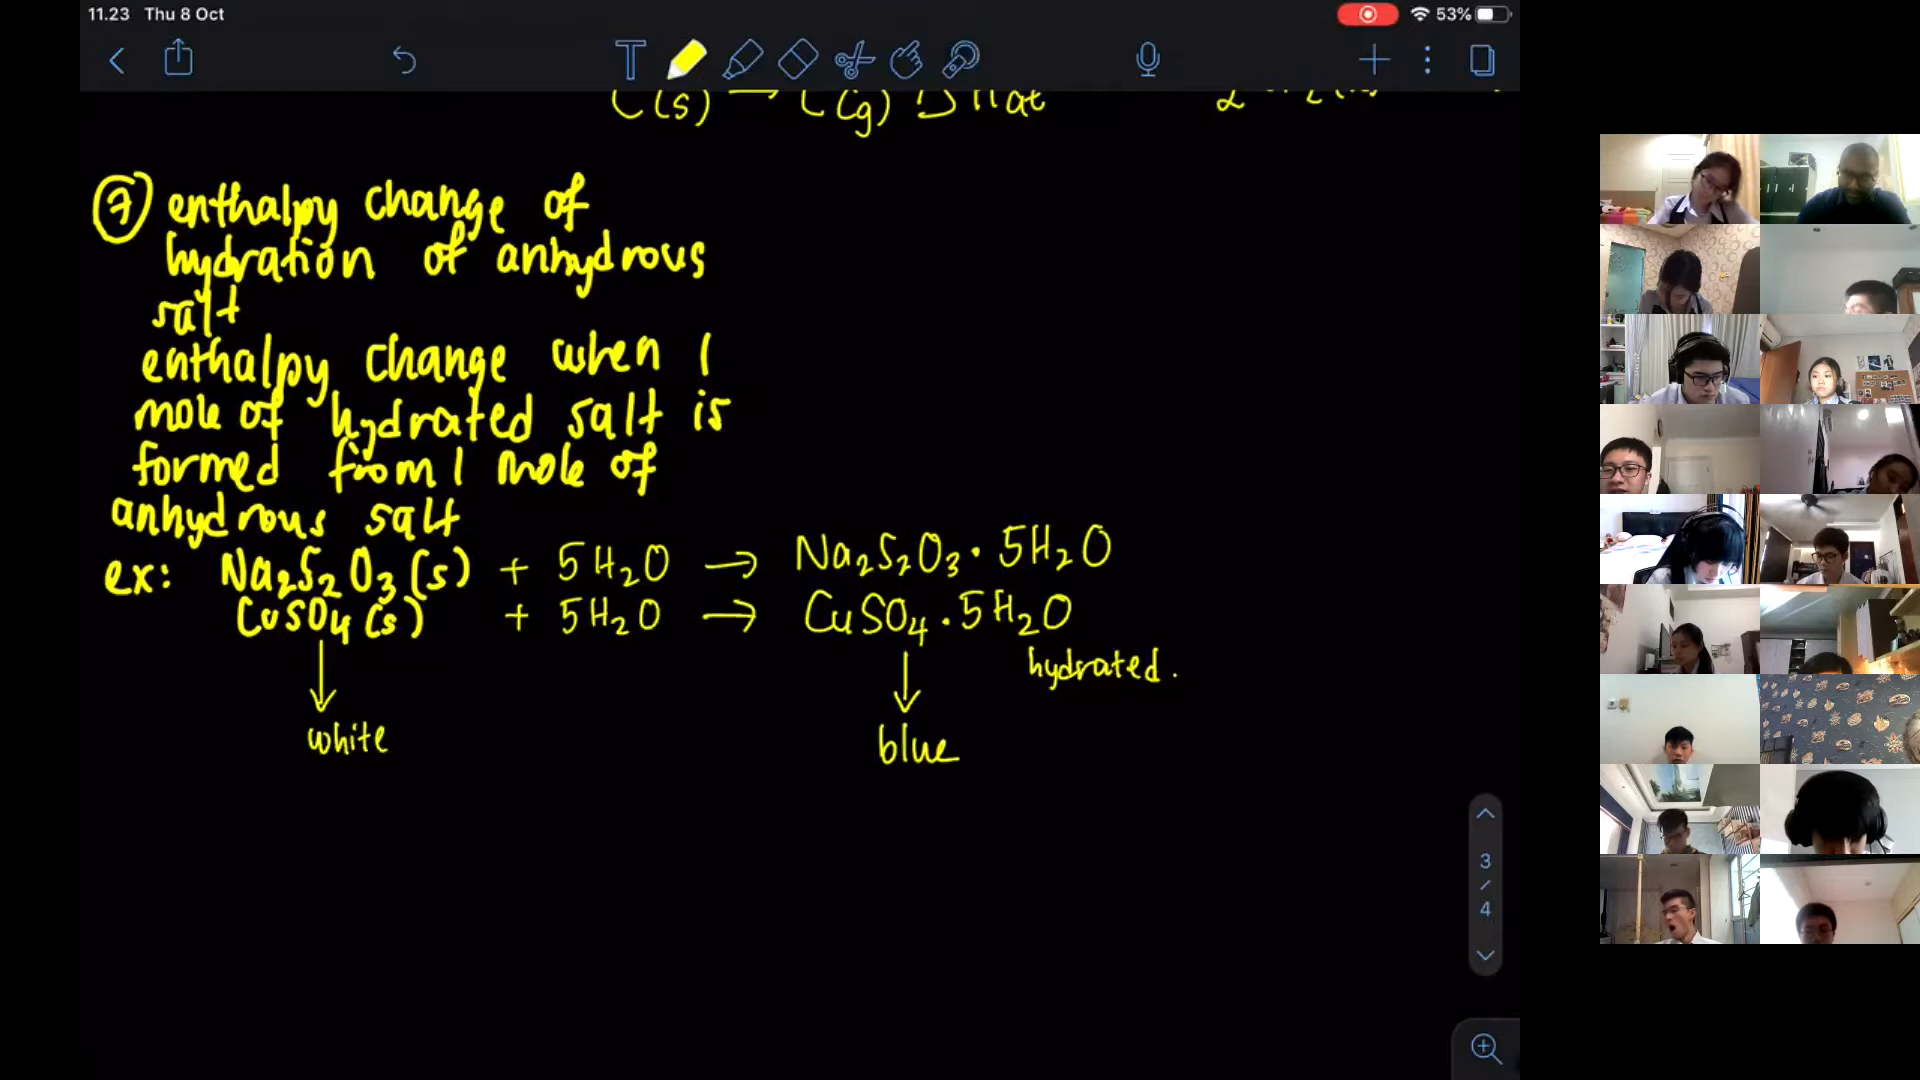 11.23 Thu 8 Oct
53%
T
C(s) → C(g) ΔHat
⑦ enthalpy change of
hydration of anhydrous
salt
enthalpy change when 1
mole of hydrated salt is
formed from 1 mole of
anhydrous salt
ex: Na₂S₂O₃(s) + 5H₂O → Na₂S₂O₃·5H₂O
CuSO₄(s) + 5H₂O → CuSO₄·5H₂O
hydrated.
white
blue
3
/
4